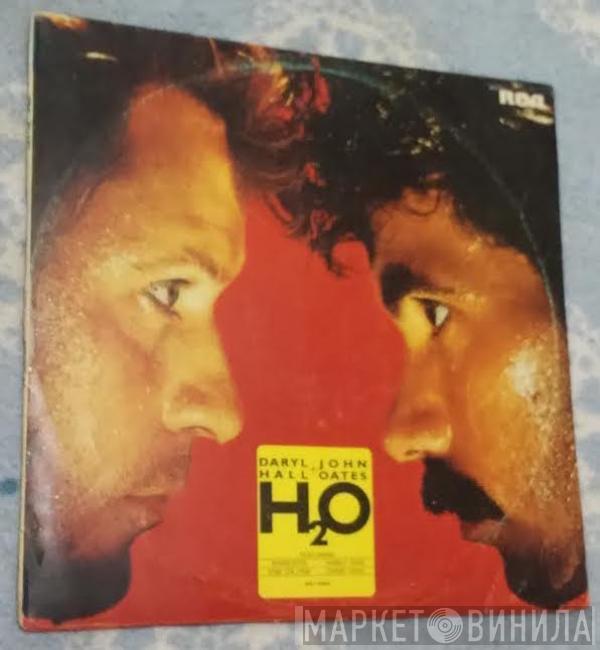 RCA
DARYL JOHN
HALL + OATES
H2O
МАРКЕТ ВИНИЛА